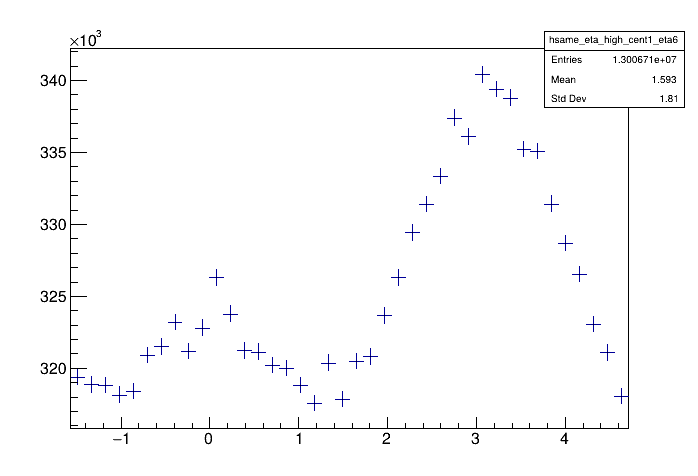 ×10³
hsame_eta_high_cent1_eta6
Entries 1.300671e+07
Mean 1.593
Std Dev 1.81
340
335
330
325
320
−1 0 1 2 3 4